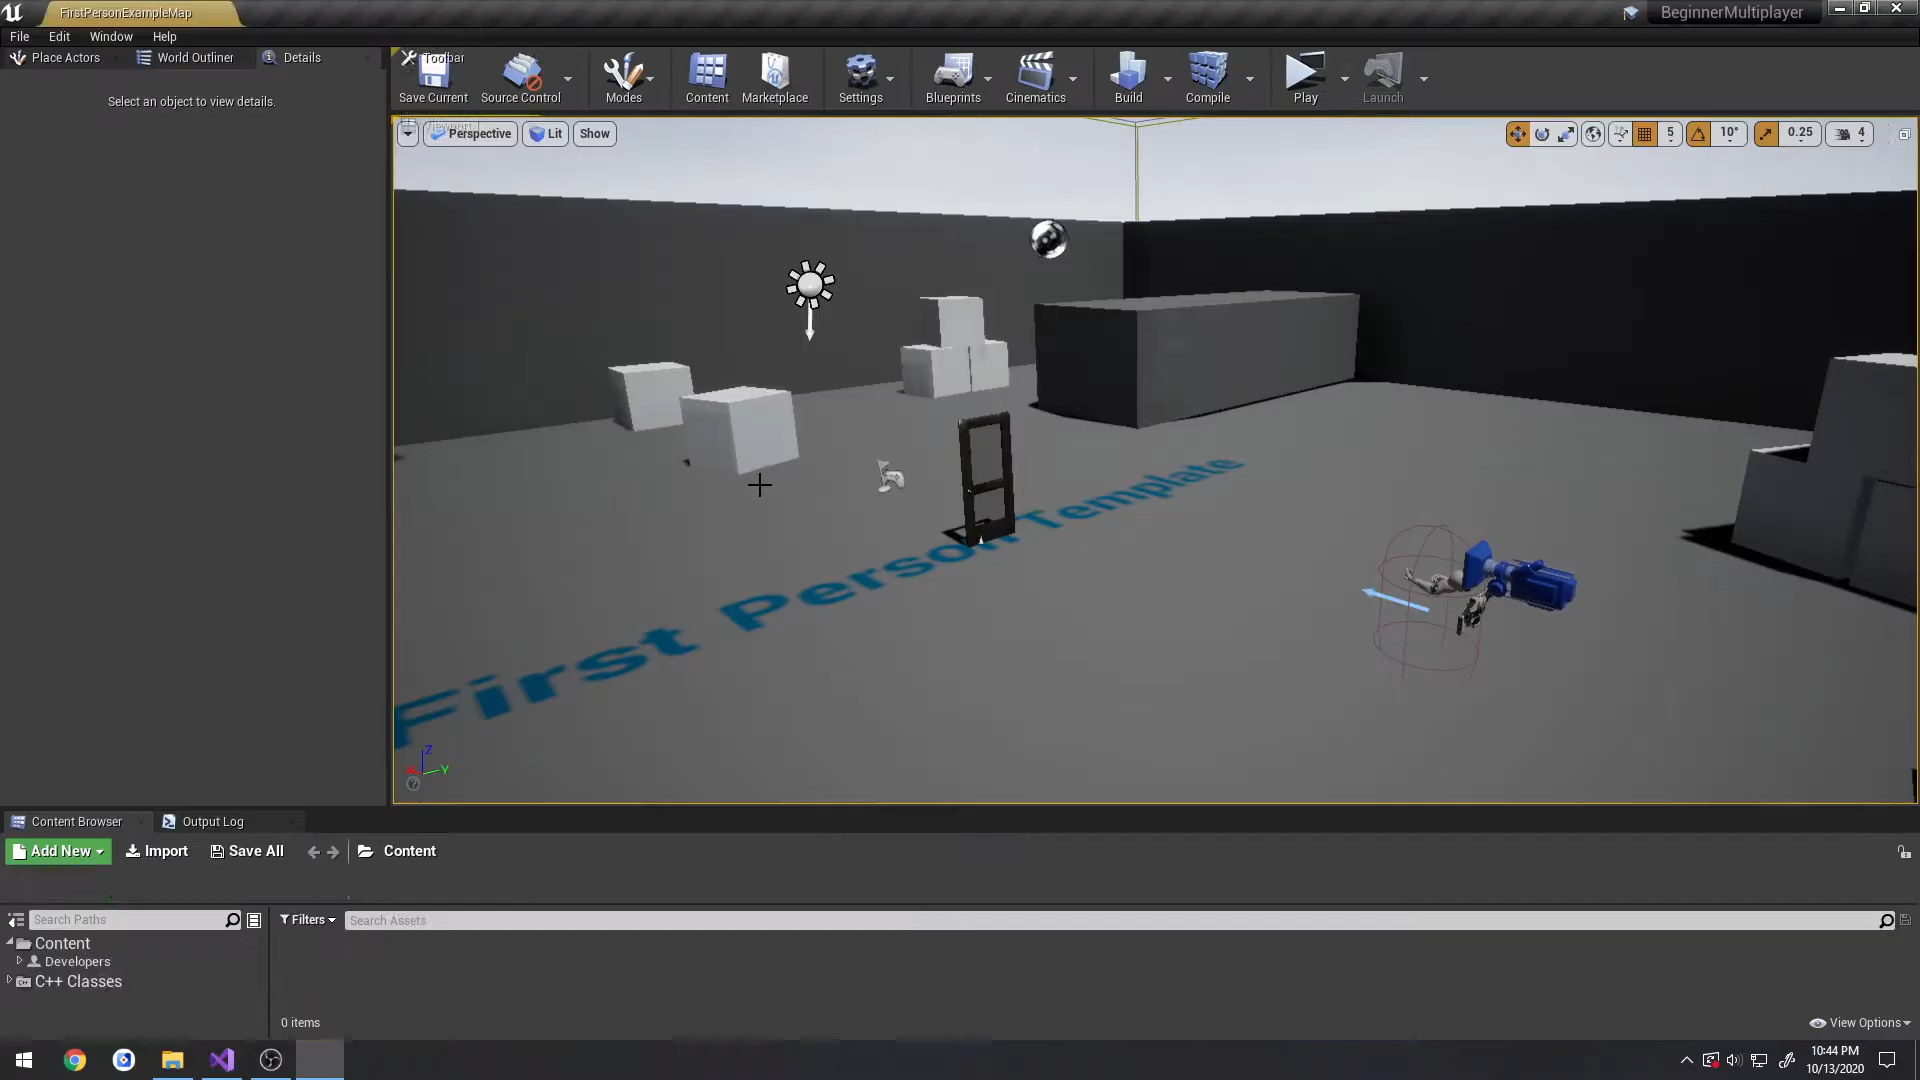 FirstPersonExampleMap
BeginnerMultiplayer
File Edit Window Help
Place Actors World Outliner Details
Toolbar
Select an object to view details.
Save Current Source Control Modes Content Marketplace Settings Blueprints Cinematics Build Compile Play Launch
Perspective Lit Show
5 10° 0.25 4
First Person Template
Z
X Y
Content Browser Output Log
Add New Import Save All Content
Search Paths Filters Search Assets
Content
Developers
C++ Classes
0 items View Options
10:44 PM
10/13/2020